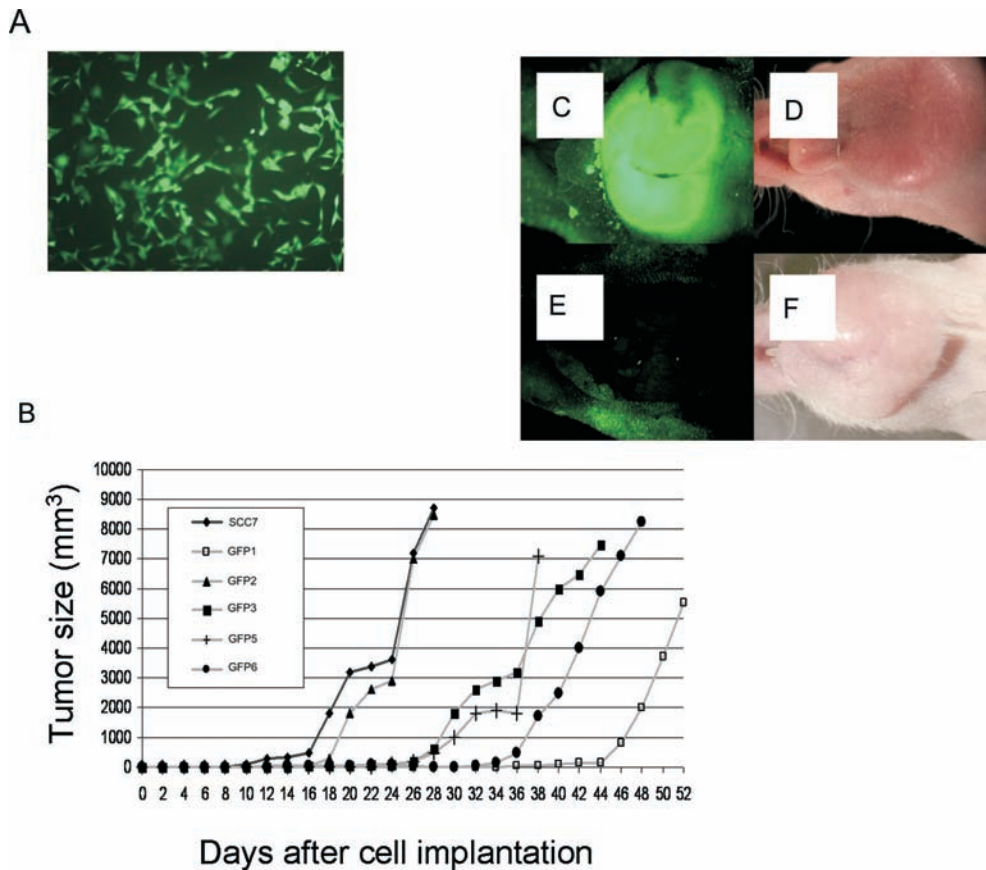 A
C
D
E
F
B
Tumor size (mm³)
10000
9000
8000
7000
6000
5000
4000
3000
2000
1000
0
SCC7
GFP1
GFP2
GFP3
GFP5
GFP6
0 2 4 6 8 10 12 14 16 18 20 22 24 26 28 30 32 34 36 38 40 42 44 46 48 50 52
Days after cell implantation